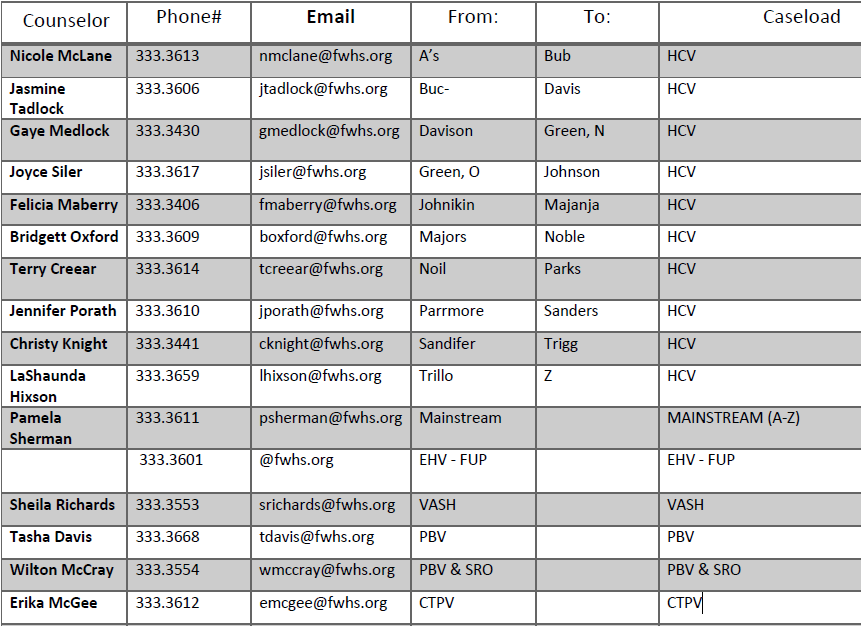 Counselor Phone# Email From: To: Caseload
Nicole McLane 333.3613 nmclane@fwhs.org A's Bub HCV
Jasmine 333.3606 jtadlock@fwhs.org Buc- Davis HCV
Tadlock
Gaye Medlock 333.3430 gmedlock@fwhs.org Davison Green, N HCV
Joyce Siler 333.3617 jsiler@fwhs.org Green, O Johnson HCV
Felicia Maberry 333.3406 fmaberry@fwhs.org Johnikin Majanja HCV
Bridgett Oxford 333.3609 boxford@fwhs.org Majors Noble HCV
Terry Creear 333.3614 tcreear@fwhs.org Noil Parks HCV
Jennifer Porath 333.3610 jporath@fwhs.org Parrmore Sanders HCV
Christy Knight 333.3441 cknight@fwhs.org Sandifer Trigg HCV
LaShaunda 333.3659 lhixson@fwhs.org Trillo Z HCV
Hixson
Pamela 333.3611 psherman@fwhs.org Mainstream MAINSTREAM (A-Z)
Sherman
333.3601 @fwhs.org EHV - FUP EHV - FUP
Sheila Richards 333.3553 srichards@fwhs.org VASH VASH
Tasha Davis 333.3668 tdavis@fwhs.org PBV PBV
Wilton McCray 333.3554 wmccray@fwhs.org PBV & SRO PBV & SRO
Erika McGee 333.3612 emcgee@fwhs.org CTPV CTPV